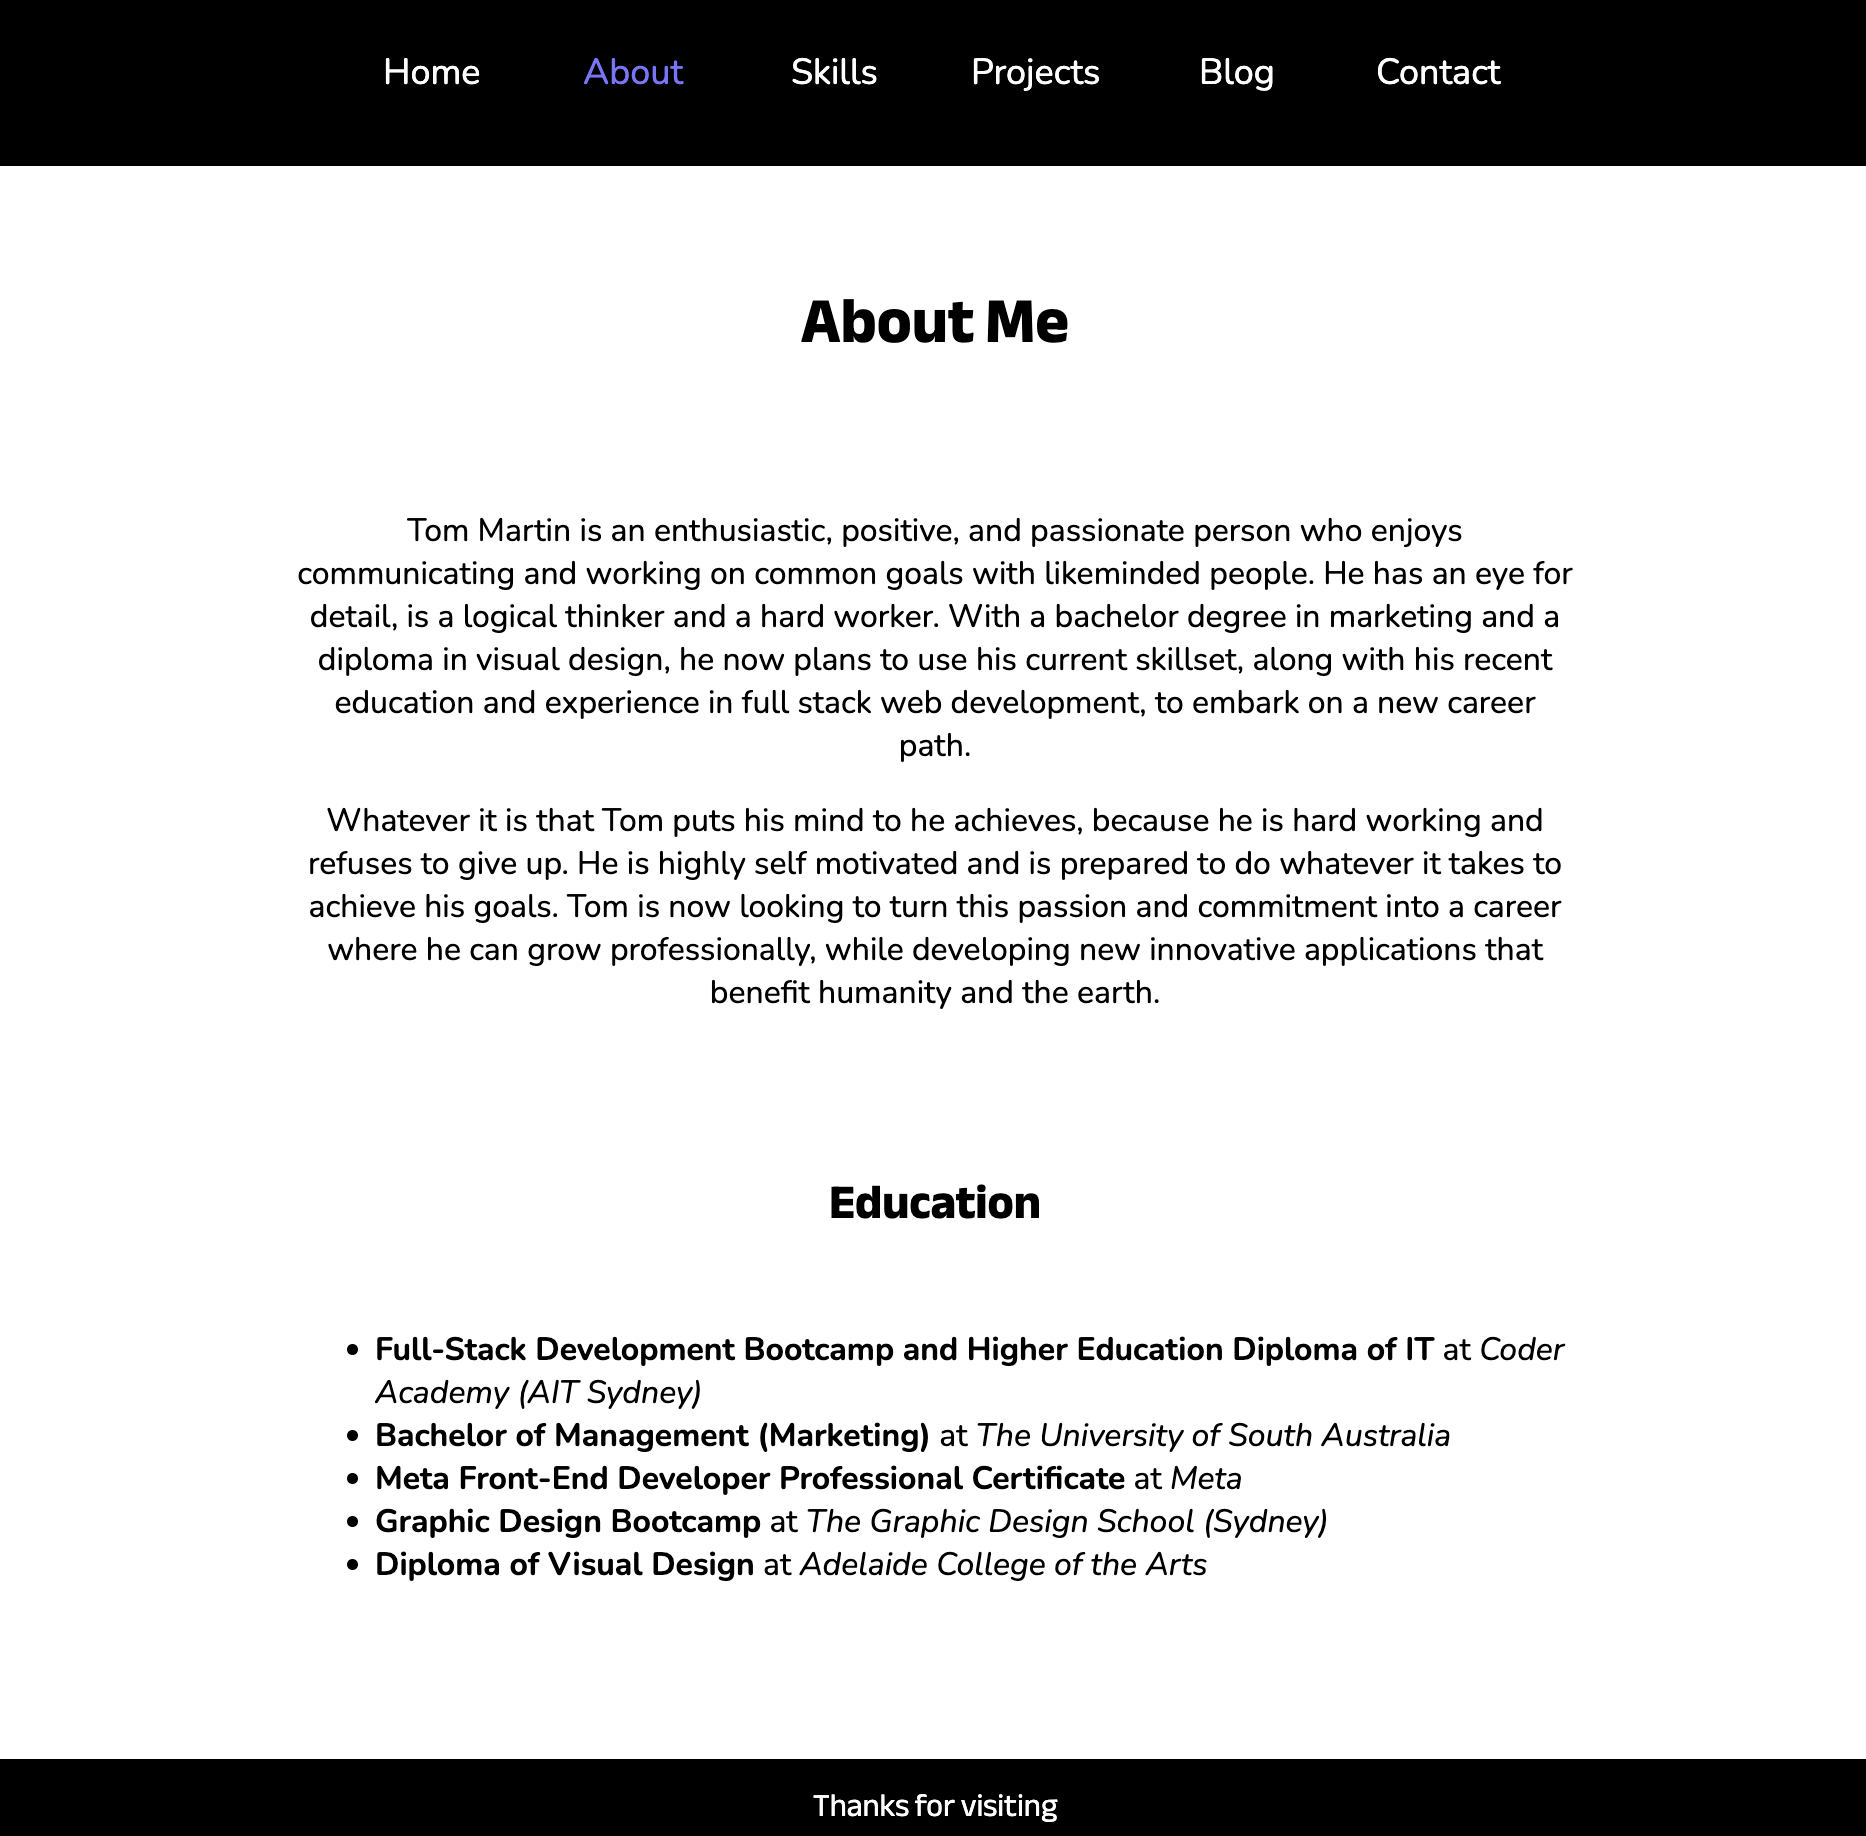 Home About Skills Projects Blog Contact
About Me
Tom Martin is an enthusiastic, positive, and passionate person who enjoys
communicating and working on common goals with likeminded people. He has an eye for
detail, is a logical thinker and a hard worker. With a bachelor degree in marketing and a
diploma in visual design, he now plans to use his current skillset, along with his recent
education and experience in full stack web development, to embark on a new career
path.
Whatever it is that Tom puts his mind to he achieves, because he is hard working and
refuses to give up. He is highly self motivated and is prepared to do whatever it takes to
achieve his goals. Tom is now looking to turn this passion and commitment into a career
where he can grow professionally, while developing new innovative applications that
benefit humanity and the earth.
Education
• Full-Stack Development Bootcamp and Higher Education Diploma of IT at Coder
Academy (AIT Sydney)
• Bachelor of Management (Marketing) at The University of South Australia
• Meta Front-End Developer Professional Certificate at Meta
• Graphic Design Bootcamp at The Graphic Design School (Sydney)
• Diploma of Visual Design at Adelaide College of the Arts
Thanks for visiting